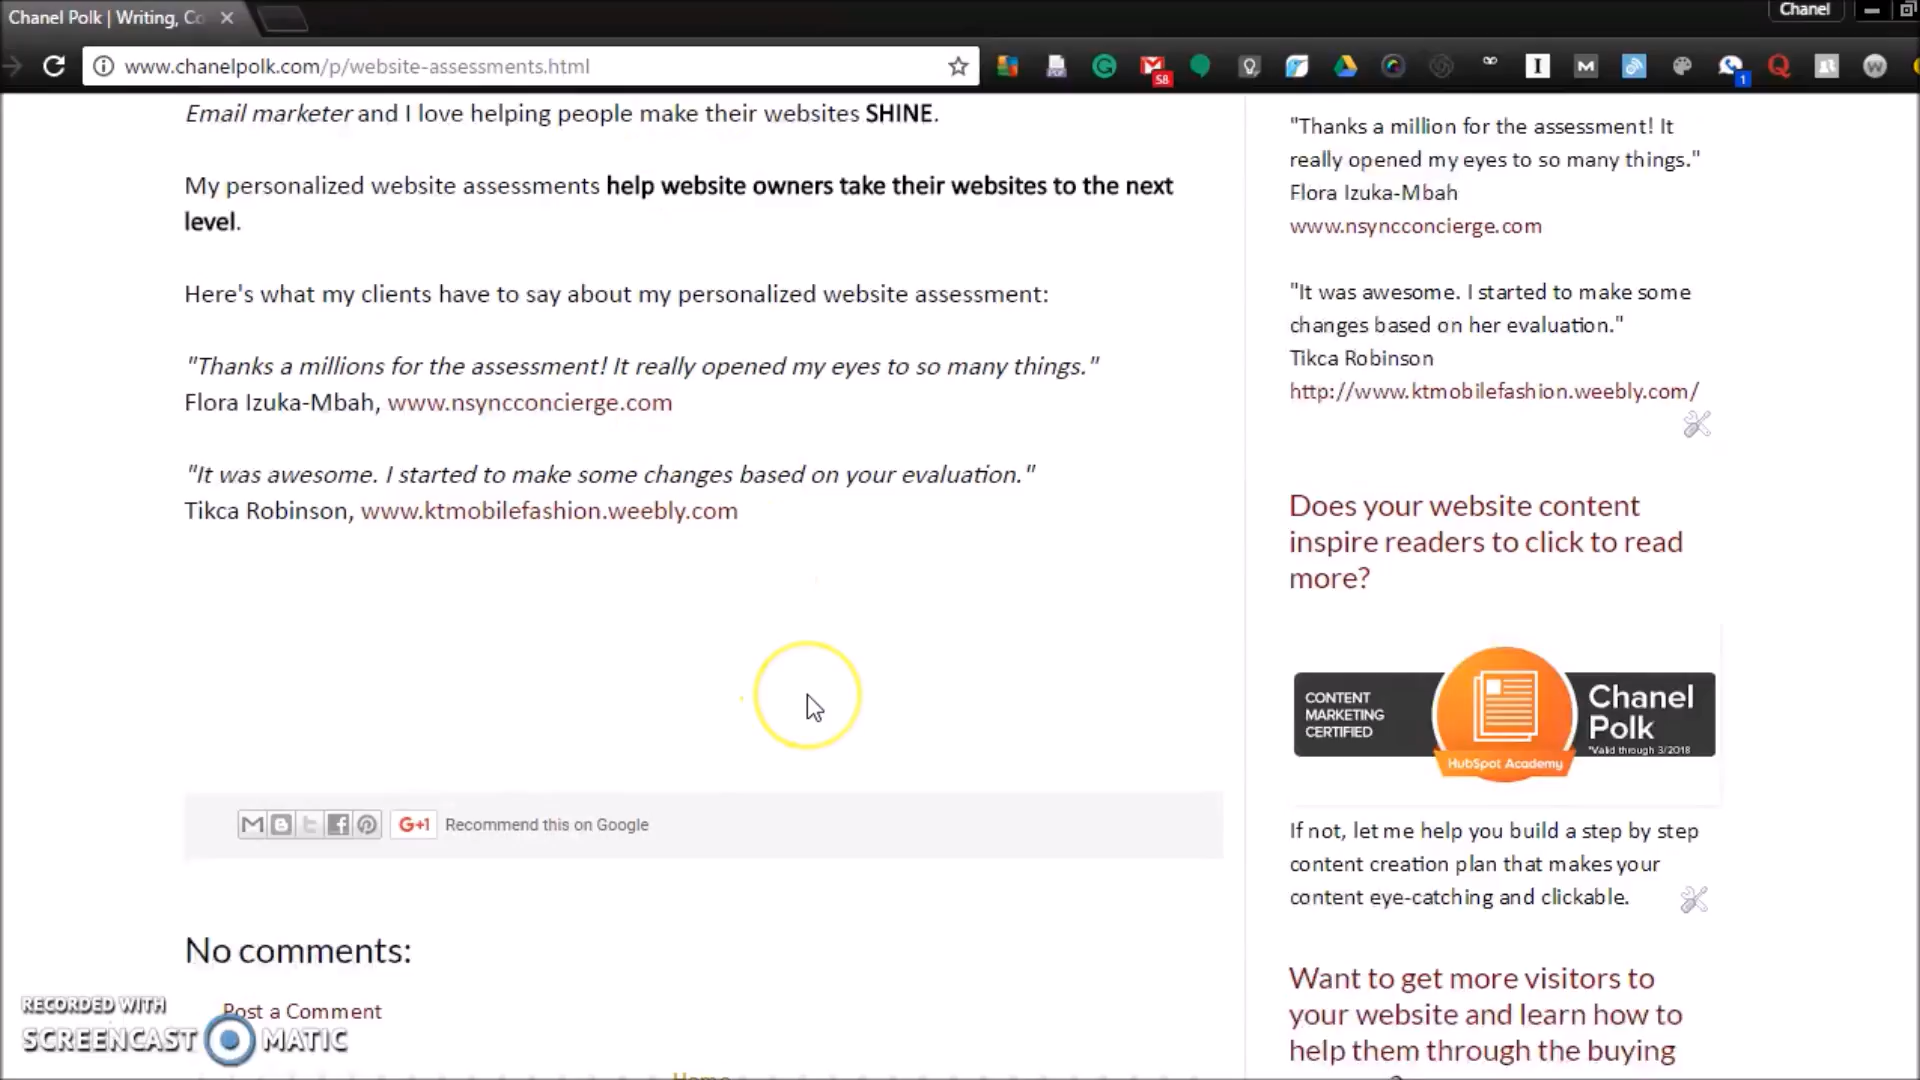 Chanel Polk | Writing, Co
Chanel
www.chanelpolk.com/p/website-assessments.html
58
1
Email marketer and I love helping people make their websites SHINE.
My personalized website assessments help website owners take their websites to the next
level.
Here's what my clients have to say about my personalized website assessment:
"Thanks a millions for the assessment! It really opened my eyes to so many things."
Flora Izuka-Mbah, www.nsyncconcierge.com
"It was awesome. I started to make some changes based on your evaluation."
Tikca Robinson, www.ktmobilefashion.weebly.com
G+1 Recommend this on Google
No comments:
Post a Comment
Home
"Thanks a million for the assessment! It
really opened my eyes to so many things."
Flora Izuka-Mbah
www.nsyncconcierge.com
"It was awesome. I started to make some
changes based on her evaluation."
Tikca Robinson
http://www.ktmobilefashion.weebly.com/
Does your website content
inspire readers to click to read
more?
CONTENT
MARKETING
CERTIFIED
HubSpot Academy
Chanel
Polk
*Valid through 3/2018
If not, let me help you build a step by step
content creation plan that makes your
content eye-catching and clickable.
Want to get more visitors to
your website and learn how to
help them through the buying
RECORDED WITH
SCREENCAST MATIC